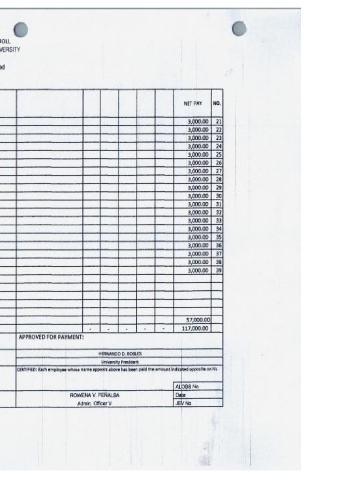 ROLL
VERSITY
NET PAY NO.
3,000.00 21
3,000.00 22
3,000.00 23
3,000.00 24
3,000.00 25
3,000.00 26
3,000.00 27
3,000.00 28
3,000.00 29
3,000.00 30
3,000.00 31
3,000.00 32
3,000.00 33
3,000.00 34
3,000.00 35
3,000.00 36
3,000.00 37
3,000.00 38
3,000.00 39
57,000.00
- - - - - 117,000.00
APPROVED FOR PAYMENT:
HERNANDO D. ROBLES
University President
CERTIFIED: Each employee whose name appears above has been paid the amount indicated opposite on his
ALOBS No
ROWENA V. PEÑALBA Date
Admin. Officer V JEV No